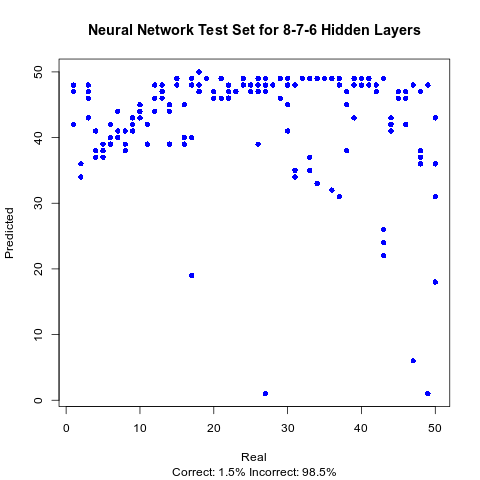 Neural Network Test Set for 8-7-6 Hidden Layers
Predicted
50
40
30
20
10
0
0 10 20 30 40 50
Real
Correct: 1.5% Incorrect: 98.5%